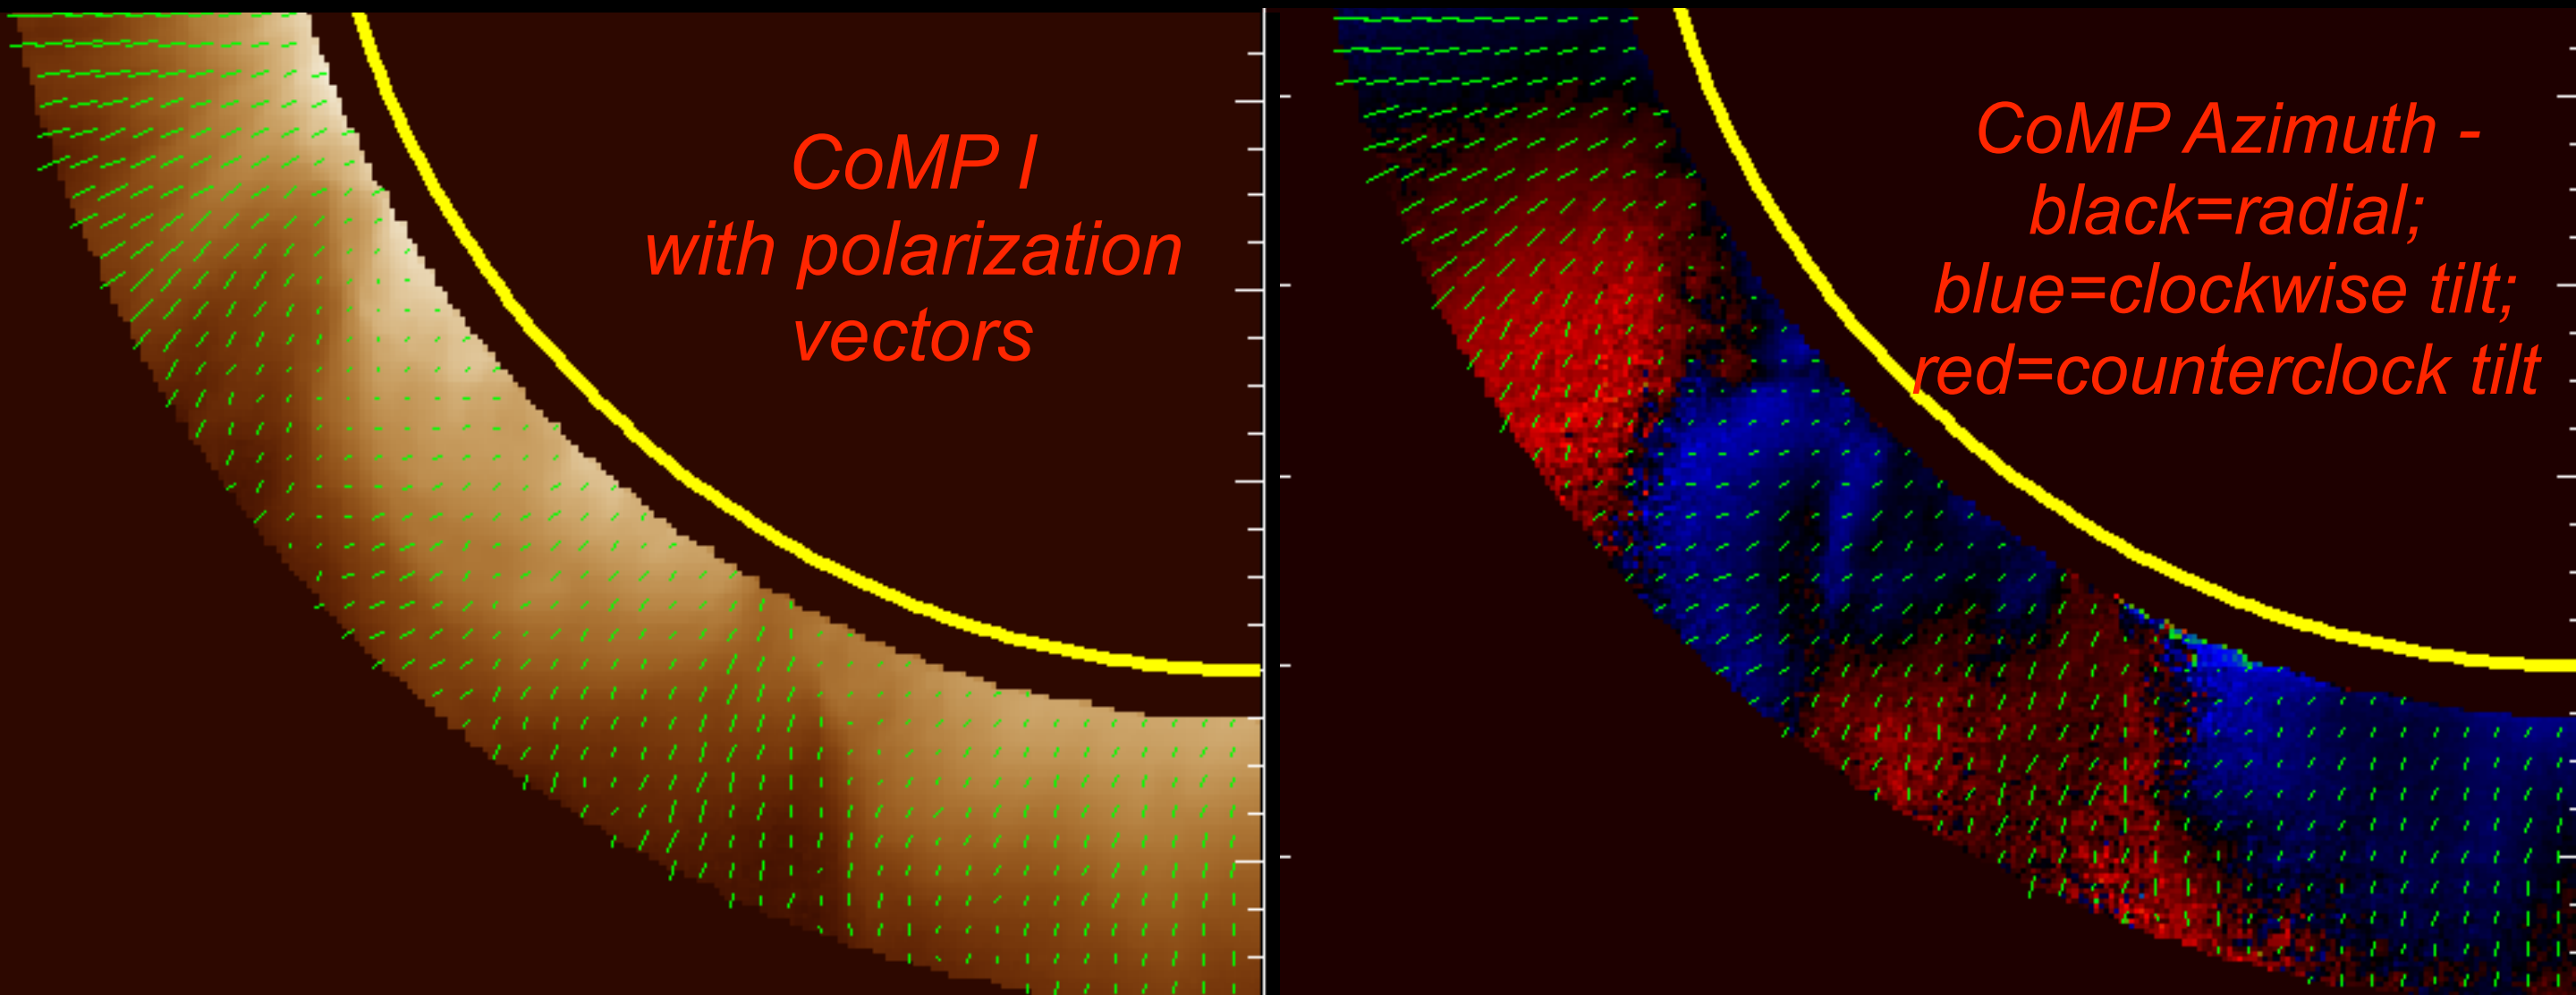 CoMP I
with polarization
vectors
CoMP Azimuth -
black=radial;
blue=clockwise tilt;
red=counterclock tilt